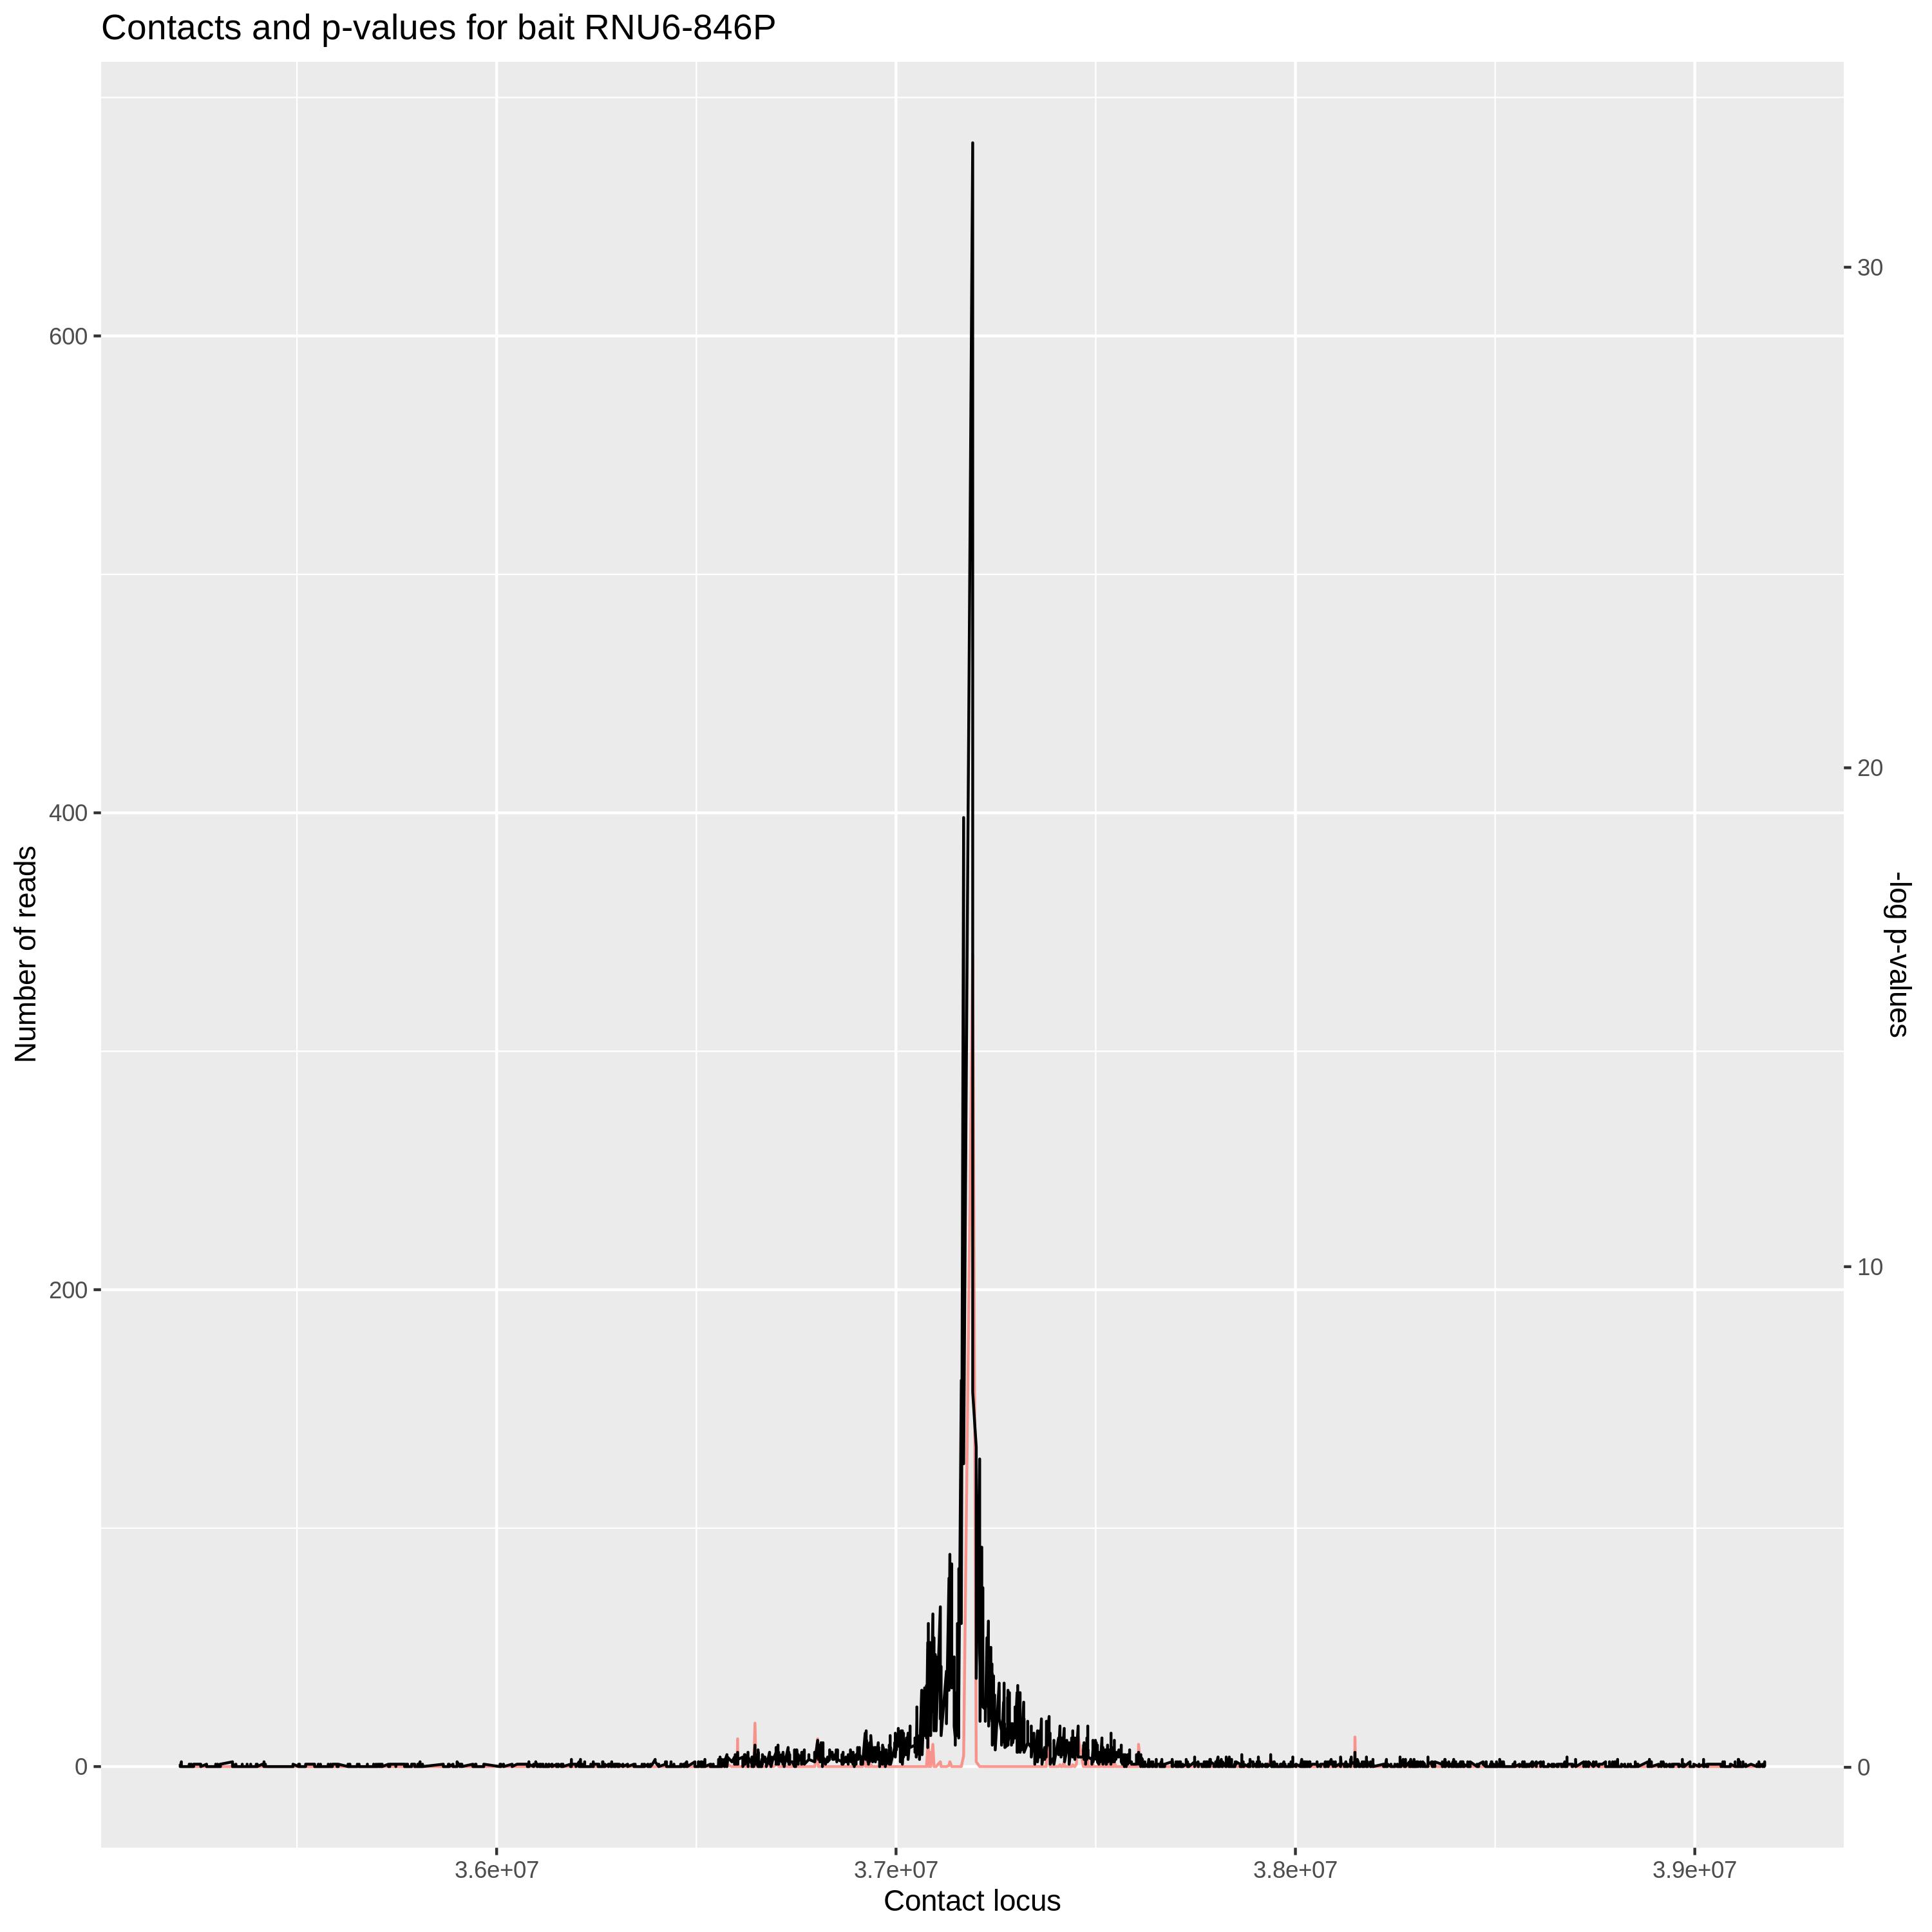 Contacts and p-values for bait RNU6-846P
Number of reads
600
400
200
0
30
20
10
0
-log p-values
3.6e+07
3.7e+07
3.8e+07
3.9e+07
Contact locus